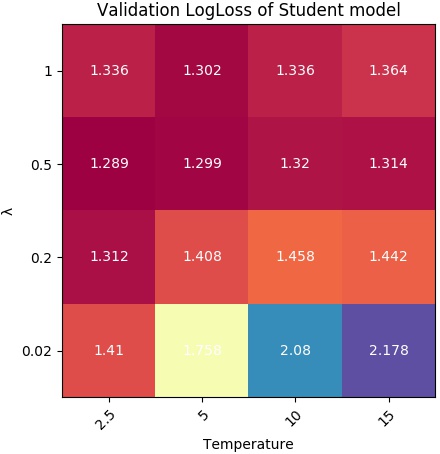 Validation LogLoss of Student model
1 1.336 1.302 1.336 1.364
0.5 1.289 1.299 1.32 1.314
λ
0.2 1.312 1.408 1.458 1.442
0.02 1.41 1.758 2.08 2.178
2.5 5 10 15
Temperature